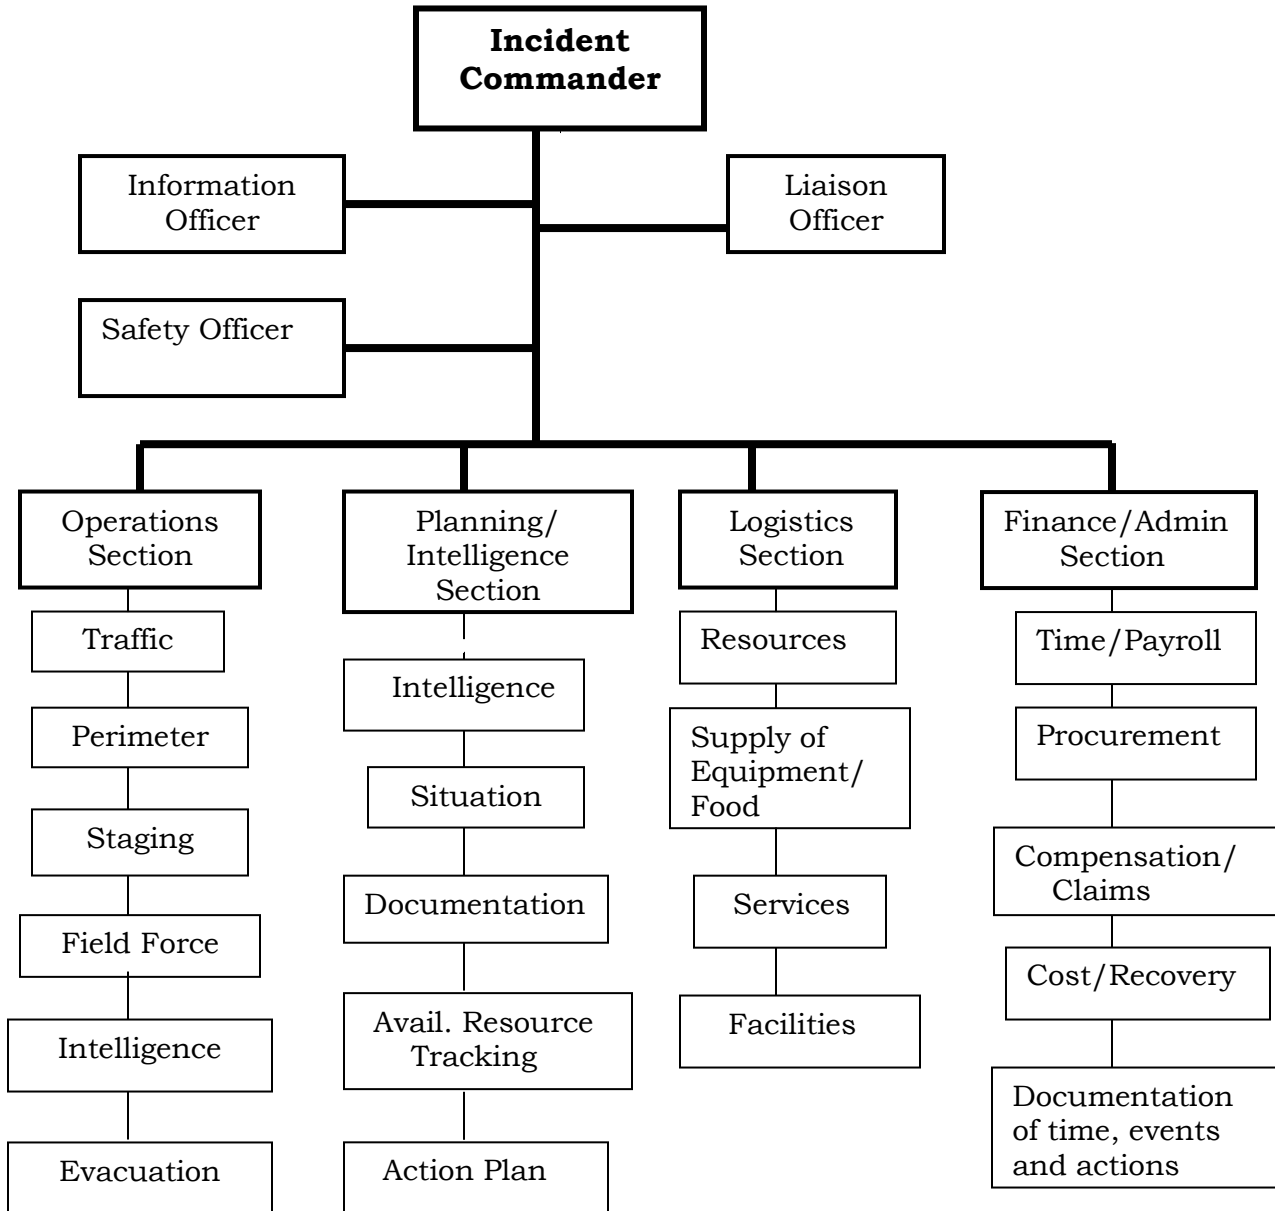 Incident
Commander
Information
Officer
Liaison
Officer
Safety Officer
Operations
Section
Planning/
Intelligence
Section
Logistics
Section
Finance/Admin
Section
Traffic
Perimeter
Staging
Field Force
Intelligence
Evacuation
Intelligence
Situation
Documentation
Avail. Resource
Tracking
Action Plan
Resources
Supply of
Equipment/
Food
Services
Facilities
Time/Payroll
Procurement
Compensation/
Claims
Cost/Recovery
Documentation
of time, events
and actions